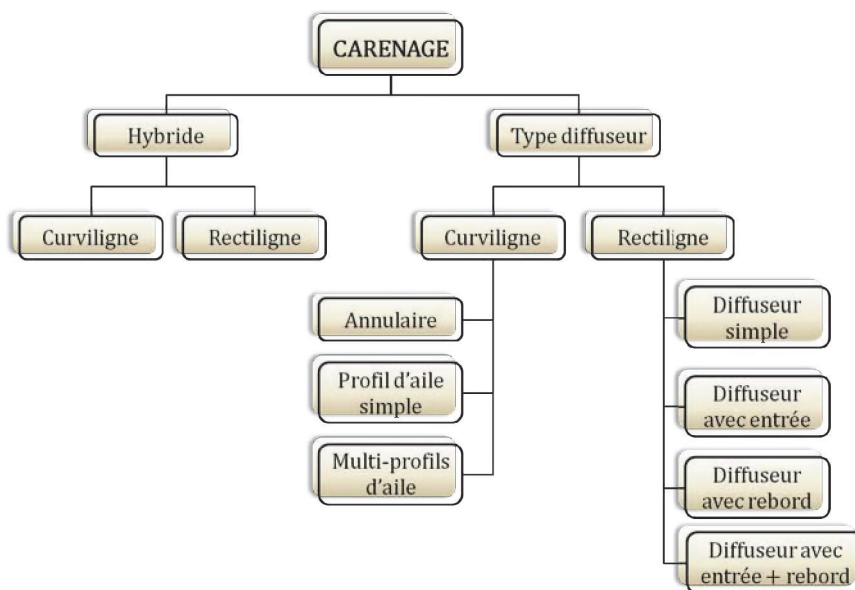 CARENAGE
Hybride
Type diffuseur
Curviligne
Rectiligne
Curviligne
Rectiligne
Annulaire
Profil d'aile
simple
Multi-profils
d'aile
Diffuseur
simple
Diffuseur
avec entrée
Diffuseur
avec rebord
Diffuseur avec
entrée + rebord